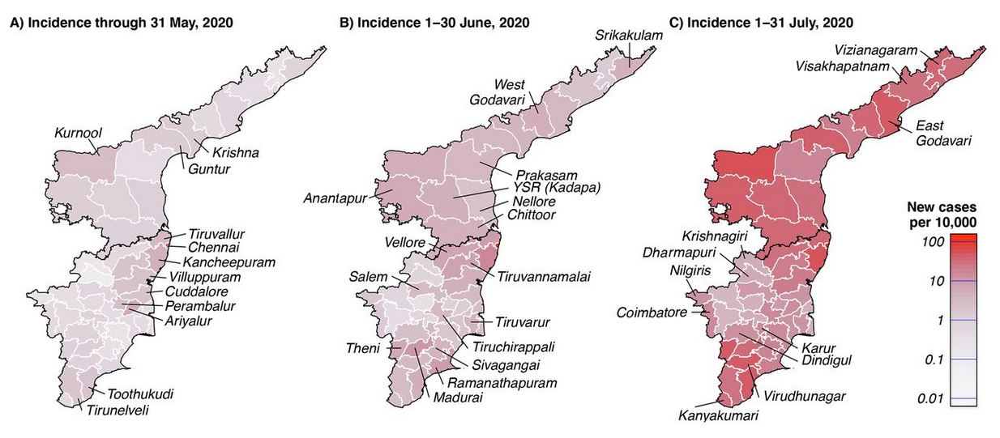 A) Incidence through 31 May, 2020
Kurnool
Krishna
Guntur
Tiruvallur
Chennai
Kancheepuram
Villuppuram
Cuddalore
Perambalur
Ariyalur
Toothukudi
Tirunelveli
B) Incidence 1–30 June, 2020
Srikakulam
West
Godavari
Prakasam
YSR (Kadapa)
Anantapur
Nellore
Chittoor
Vellore
Salem
Tiruvannamalai
Tiruvarur
Theni
Tiruchirappali
Sivagangai
Ramanathapuram
Madurai
C) Incidence 1–31 July, 2020
Vizianagaram
Visakhapatnam
East
Godavari
Krishnagiri
Dharmapuri
Nilgiris
Coimbatore
Karur
Dindigul
Virudhunagar
Kanyakumari
New cases
per 10,000
100
10
1
0.1
0.01